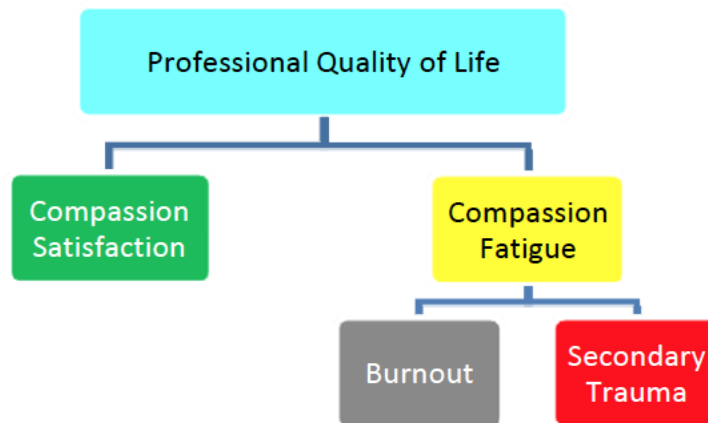 Professional Quality of Life
Compassion
Satisfaction
Compassion
Fatigue
Burnout
Secondary
Trauma